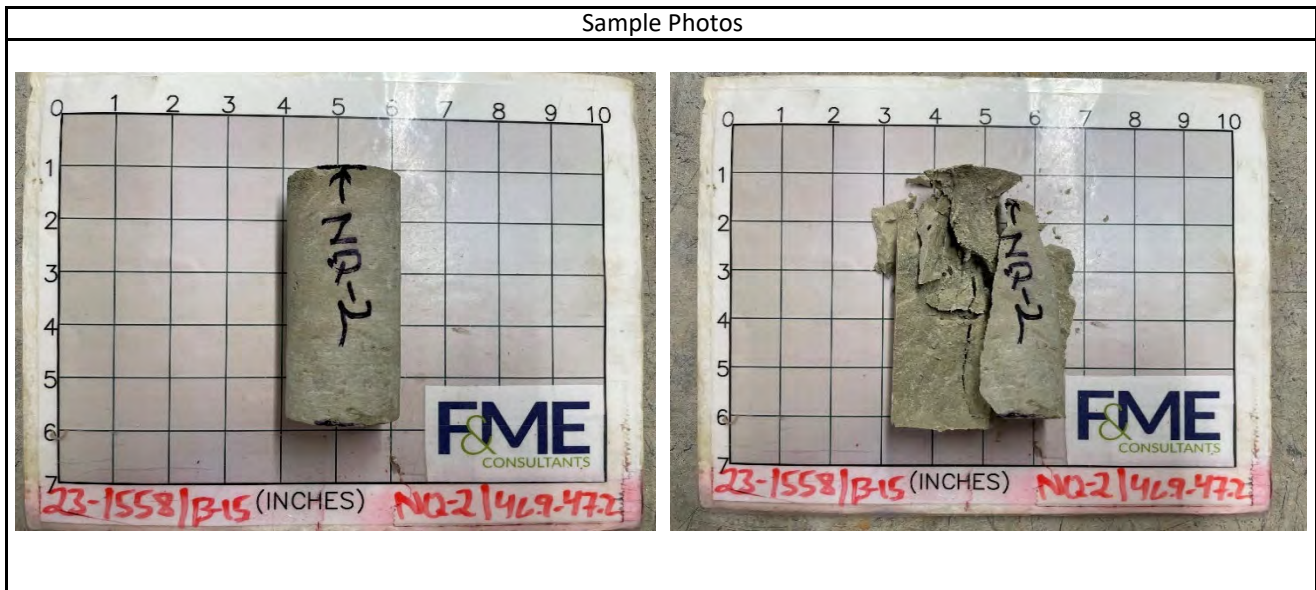 Sample Photos
0 1 2 3 4 5 6 7 8 9 10
1
2
3
4
5
6
7
← NQ-2
F&ME
CONSULTANTS
23-1558/B-15 (INCHES) NQ-2/46.9-47.2
0 1 2 3 4 5 6 7 8 9 10
1
2
3
4
5
6
7
← NQ-2
F&ME
CONSULTANTS
23-1558/B-15 (INCHES) NQ-2/46.9-47.2